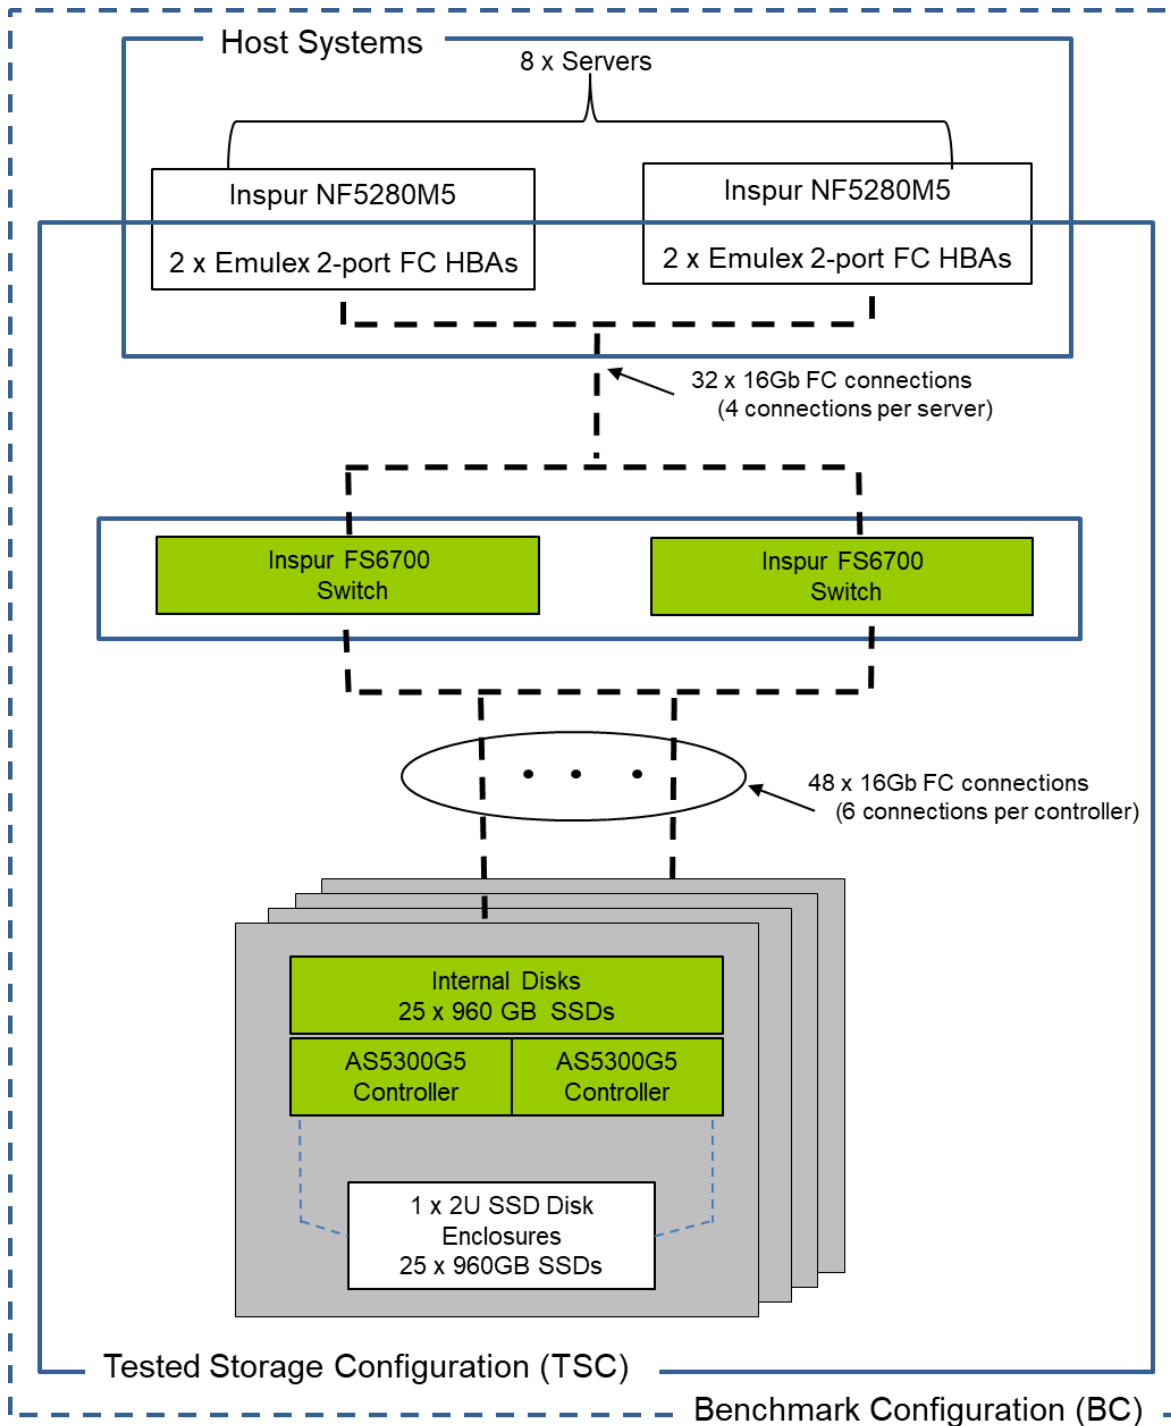 Host Systems
8 x Servers
Inspur NF5280M5
2 x Emulex 2-port FC HBAs
Inspur NF5280M5
2 x Emulex 2-port FC HBAs
32 x 16Gb FC connections
(4 connections per server)
Inspur FS6700
Switch
Inspur FS6700
Switch
48 x 16Gb FC connections
(6 connections per controller)
Internal Disks
25 x 960 GB SSDs
AS5300G5
Controller
AS5300G5
Controller
1 x 2U SSD Disk
Enclosures
25 x 960GB SSDs
Tested Storage Configuration (TSC)
Benchmark Configuration (BC)